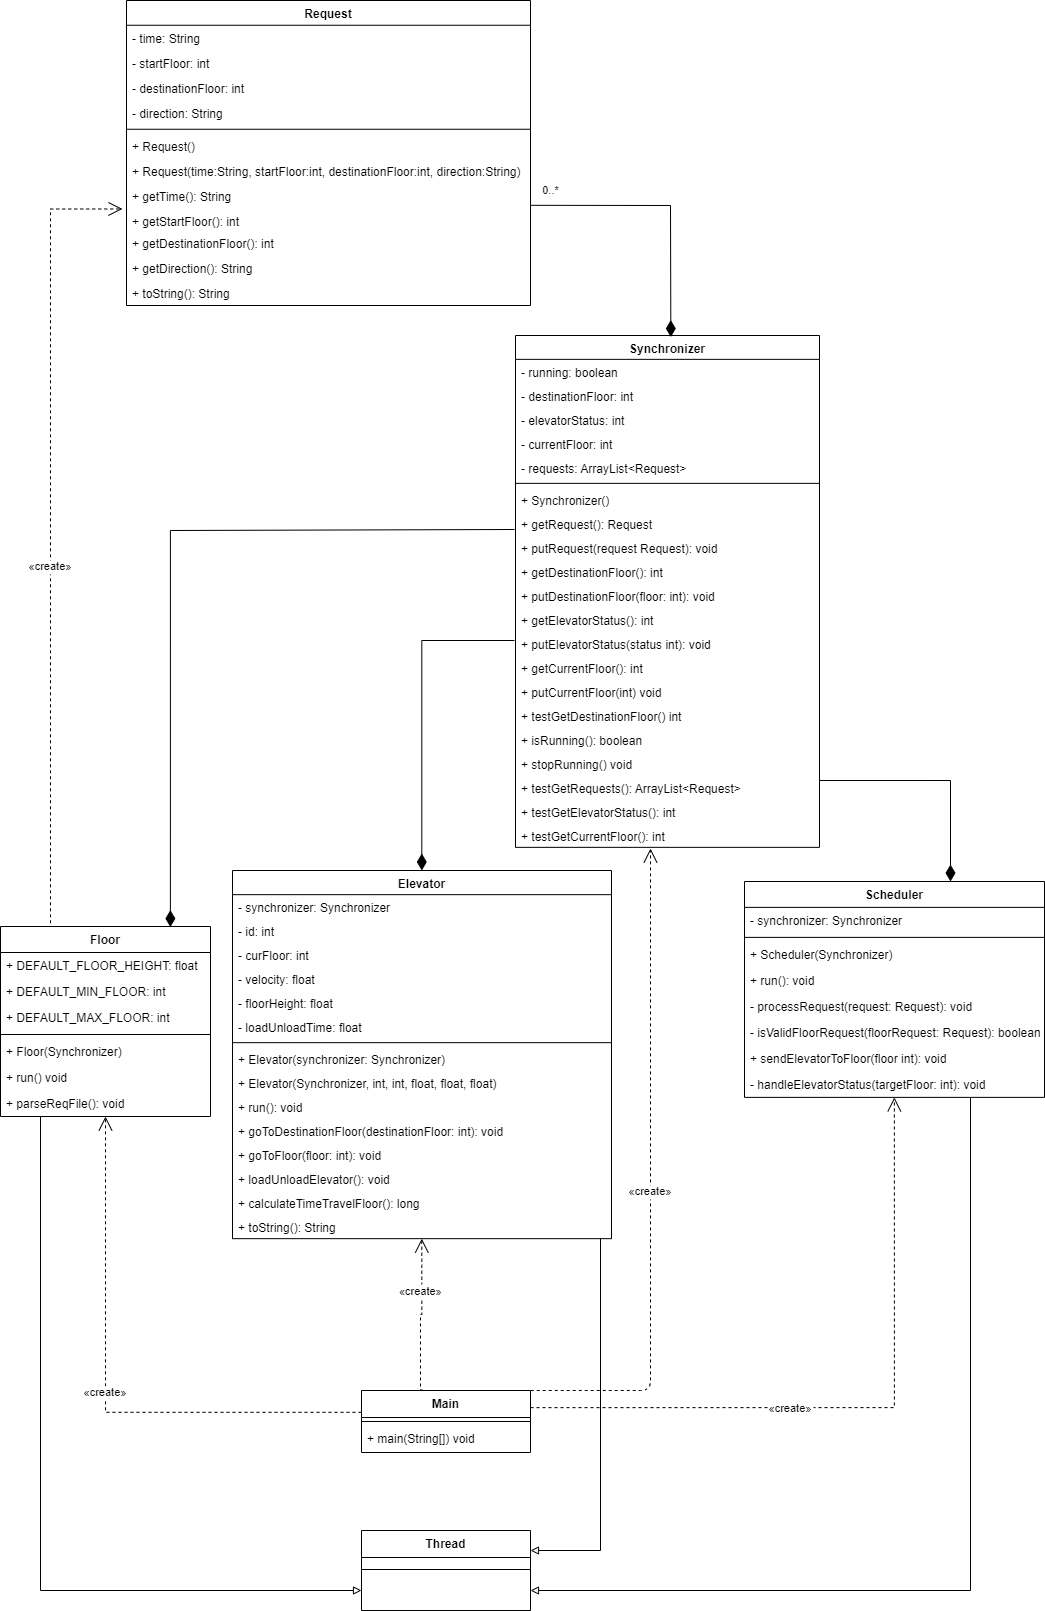 Request
- time: String
- startFloor: int
- destinationFloor: int
- direction: String
+ Request()
+ Request(time:String, startFloor:int, destinationFloor:int, direction:String)
+ getTime(): String
+ getStartFloor(): int
+ getDestinationFloor(): int
+ getDirection(): String
+ toString(): String
0..*
Synchronizer
- running: boolean
- destinationFloor: int
- elevatorStatus: int
- currentFloor: int
- requests: ArrayList<Request>
+ Synchronizer()
+ getRequest(): Request
+ putRequest(request Request): void
+ getDestinationFloor(): int
+ putDestinationFloor(floor: int): void
+ getElevatorStatus(): int
+ putElevatorStatus(status int): void
+ getCurrentFloor(): int
+ putCurrentFloor(int) void
+ testGetDestinationFloor() int
+ isRunning(): boolean
+ stopRunning() void
+ testGetRequests(): ArrayList<Request>
+ testGetElevatorStatus(): int
+ testGetCurrentFloor(): int
«create»
Floor
+ DEFAULT_FLOOR_HEIGHT: float
+ DEFAULT_MIN_FLOOR: int
+ DEFAULT_MAX_FLOOR: int
+ Floor(Synchronizer)
+ run() void
+ parseReqFile(): void
Elevator
- synchronizer: Synchronizer
- id: int
- curFloor: int
- velocity: float
- floorHeight: float
- loadUnloadTime: float
+ Elevator(synchronizer: Synchronizer)
+ Elevator(Synchronizer, int, int, float, float, float)
+ run(): void
+ goToDestinationFloor(destinationFloor: int): void
+ goToFloor(floor: int): void
+ loadUnloadElevator(): void
+ calculateTimeTravelFloor(): long
+ toString(): String
Scheduler
- synchronizer: Synchronizer
+ Scheduler(Synchronizer)
+ run(): void
- processRequest(request: Request): void
- isValidFloorRequest(floorRequest: Request): boolean
+ sendElevatorToFloor(floor int): void
- handleElevatorStatus(targetFloor: int): void
«create»
«create»
«create»
«create»
Main
+ main(String[]) void
Thread